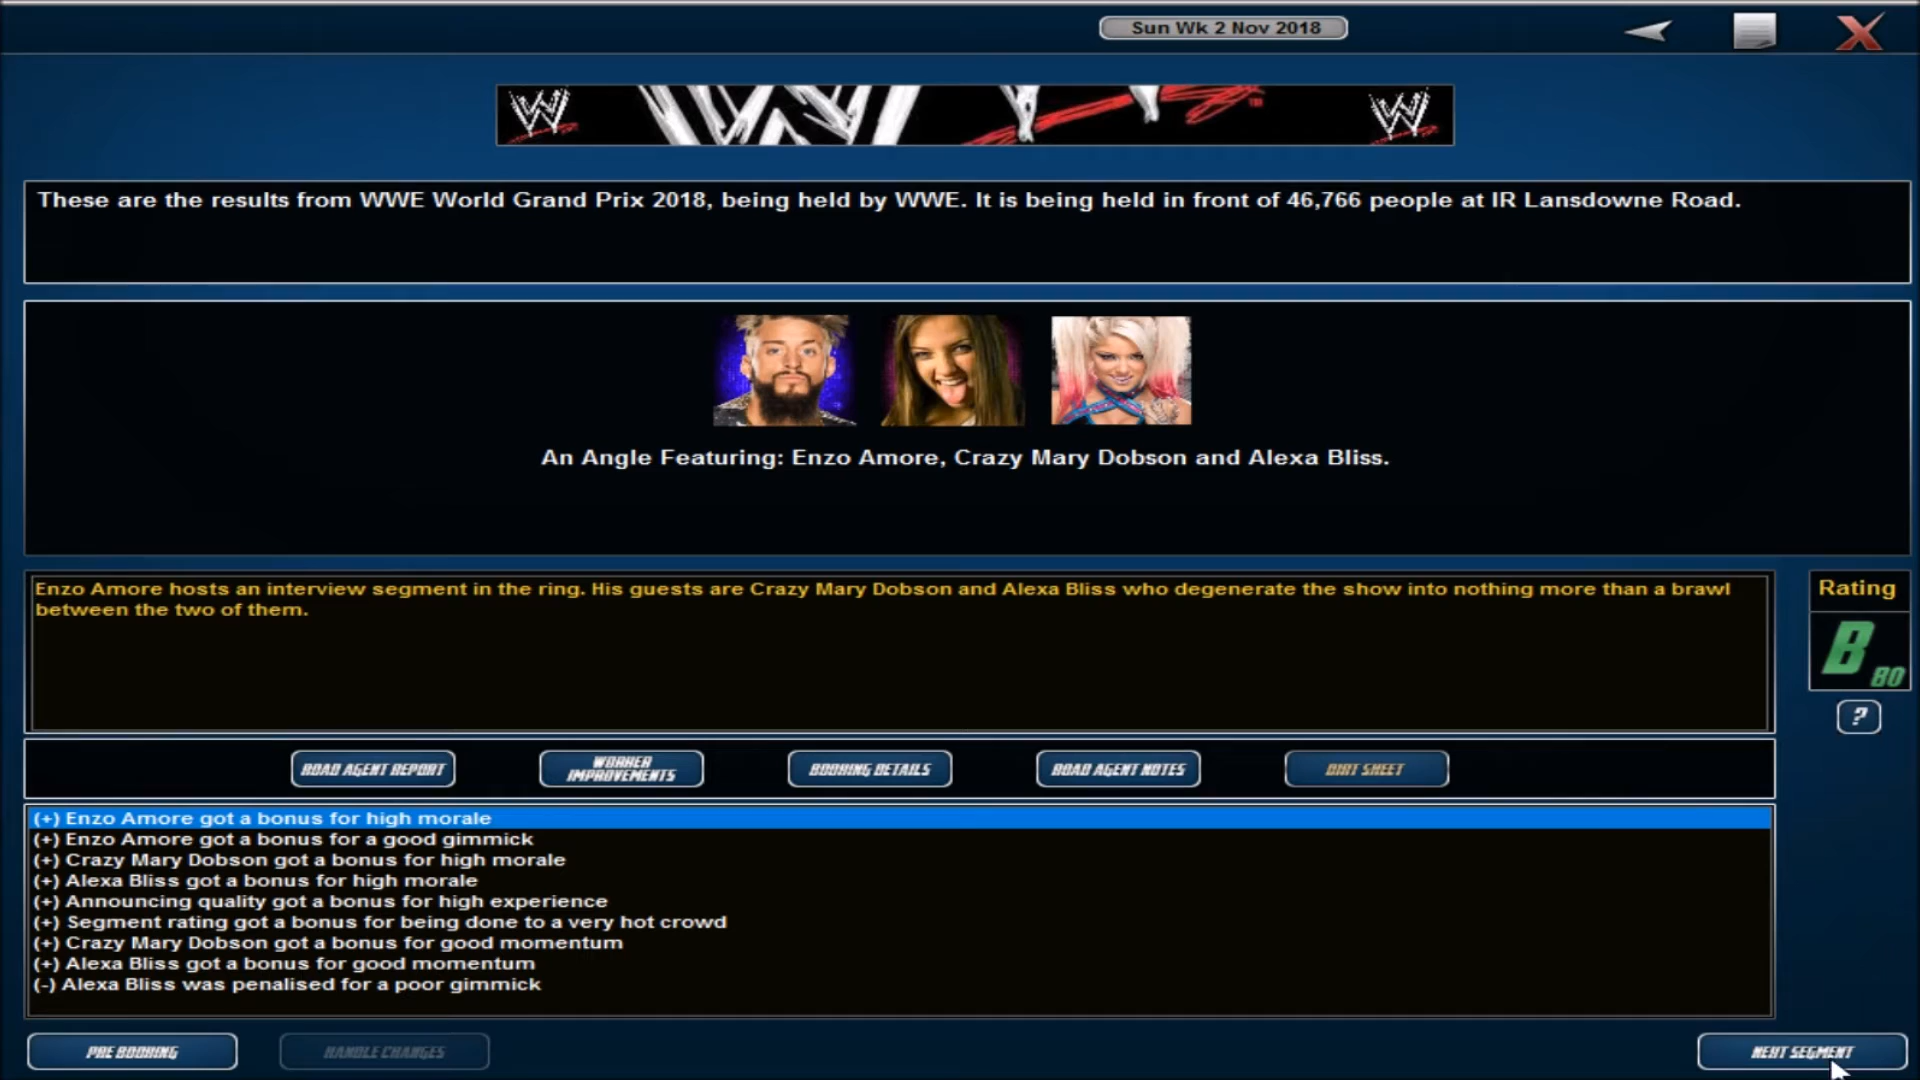 Sun Wk 2 Nov 2018
These are the results from WWE World Grand Prix 2018, being held by WWE. It is being held in front of 46,766 people at IR Lansdowne Road.
An Angle Featuring: Enzo Amore, Crazy Mary Dobson and Alexa Bliss.
Enzo Amore hosts an interview segment in the ring. His guests are Crazy Mary Dobson and Alexa Bliss who degenerate the show into nothing more than a brawl
between the two of them.
Rating
B 80
?
ROAD AGENT REPORT
WORKER
IMPROVEMENTS
BOOKING DETAILS
ROAD AGENT NOTES
DIRT SHEET
(+) Enzo Amore got a bonus for high morale
(+) Enzo Amore got a bonus for a good gimmick
(+) Crazy Mary Dobson got a bonus for high morale
(+) Alexa Bliss got a bonus for high morale
(+) Announcing quality got a bonus for high experience
(+) Segment rating got a bonus for being done to a very hot crowd
(+) Crazy Mary Dobson got a bonus for good momentum
(+) Alexa Bliss got a bonus for good momentum
(-) Alexa Bliss was penalised for a poor gimmick
PRE BOOKING
HANDLE CHANGES
NEXT SEGMENT